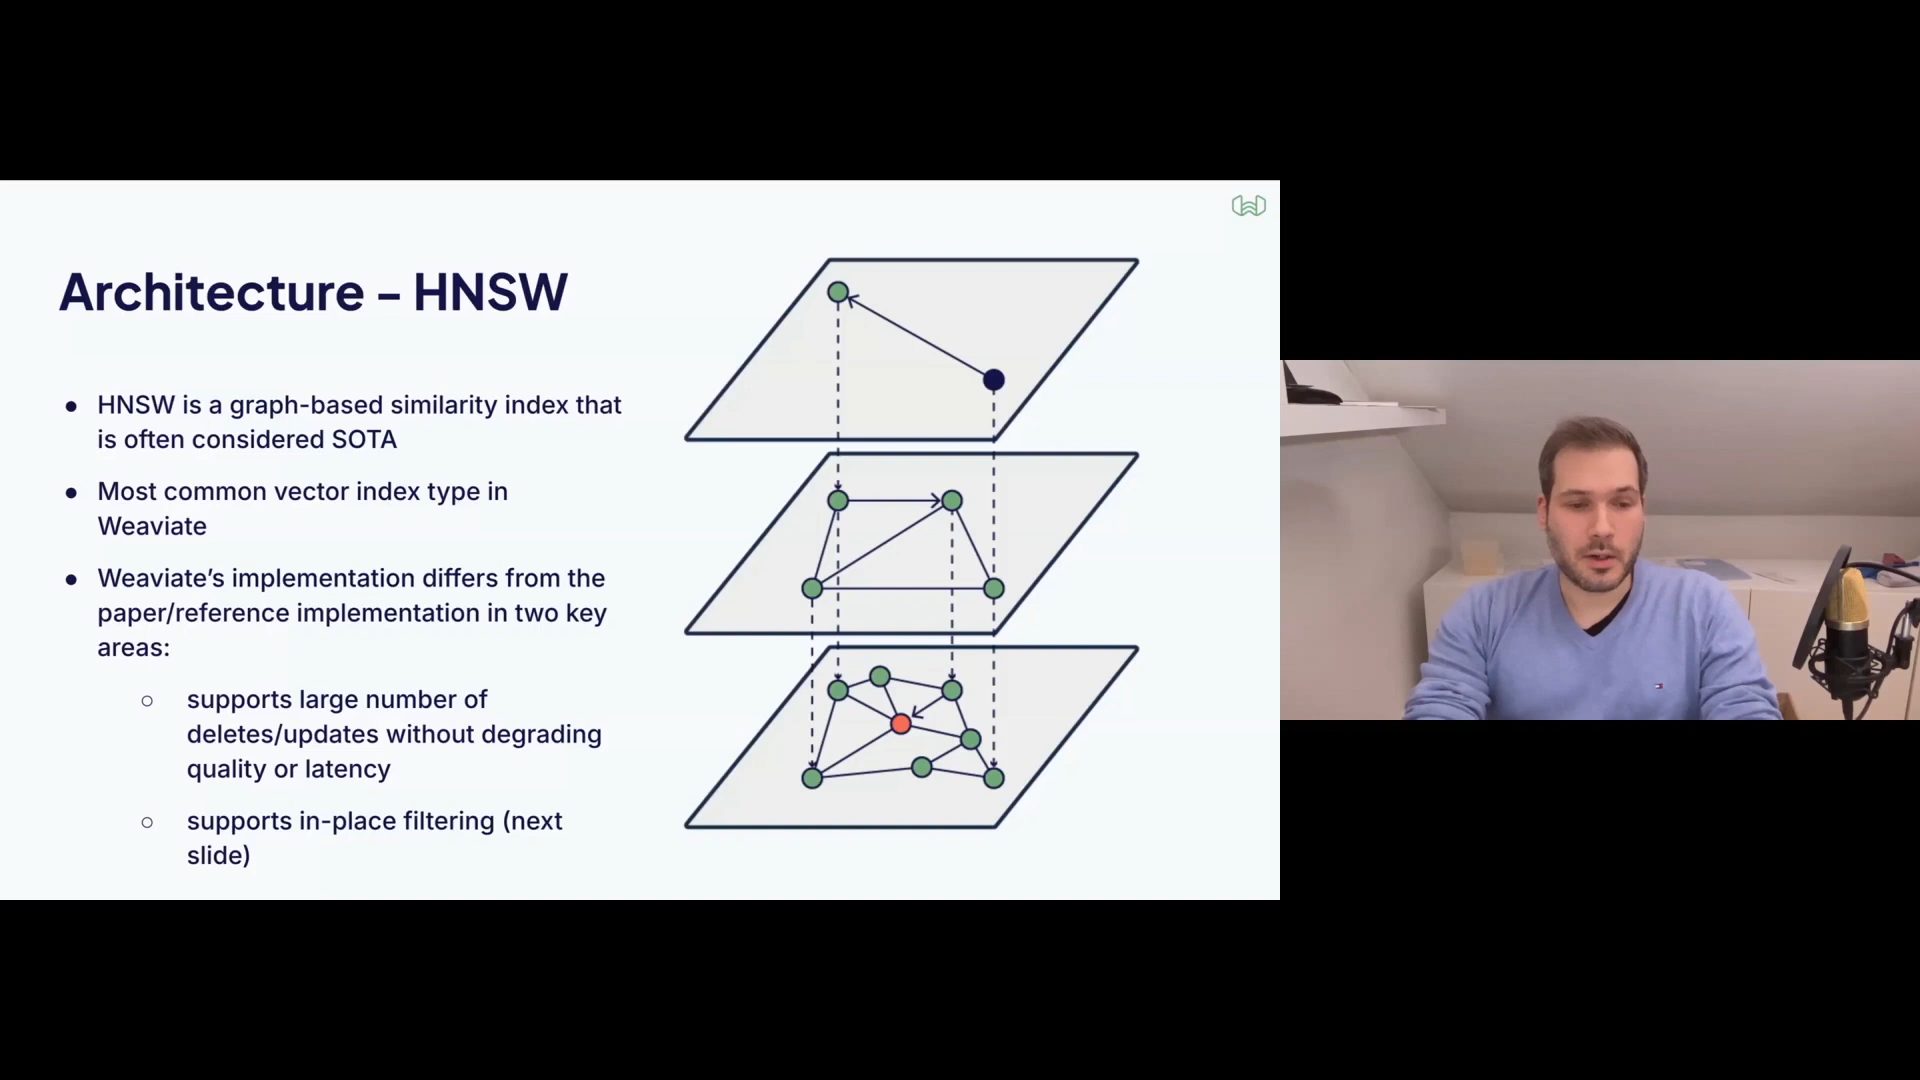 Architecture – HNSW
● HNSW is a graph-based similarity index that
is often considered SOTA
● Most common vector index type in
Weaviate
● Weaviate’s implementation differs from the
paper/reference implementation in two key
areas:
○ supports large number of
deletes/updates without degrading
quality or latency
○ supports in-place filtering (next
slide)